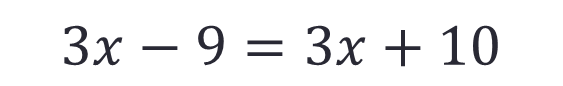 3x − 9 = 3x + 10